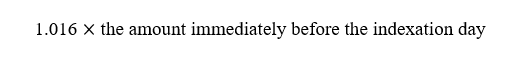 1.016 × the amount immediately before the indexation day